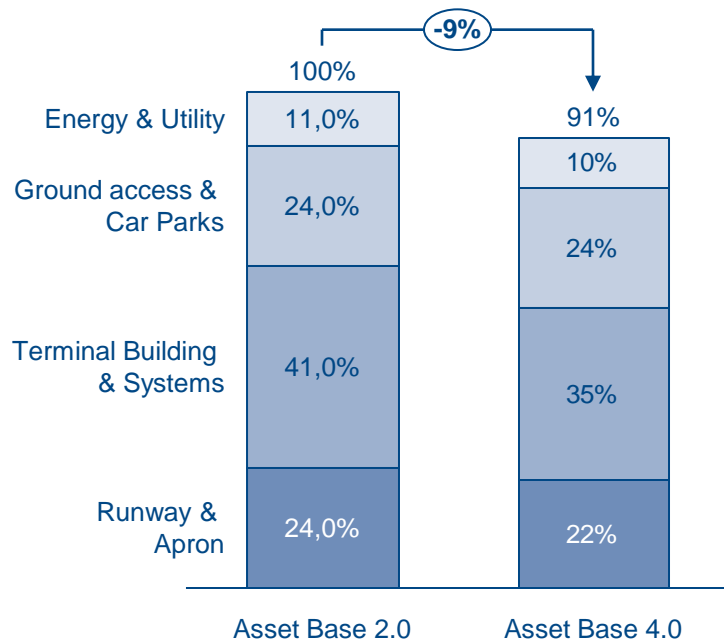 -9%
100%
91%
Energy & Utility
11,0%
10%
Ground access &
Car Parks
24,0%
24%
Terminal Building
& Systems
41,0%
35%
Runway &
Apron
24,0%
22%
Asset Base 2.0
Asset Base 4.0